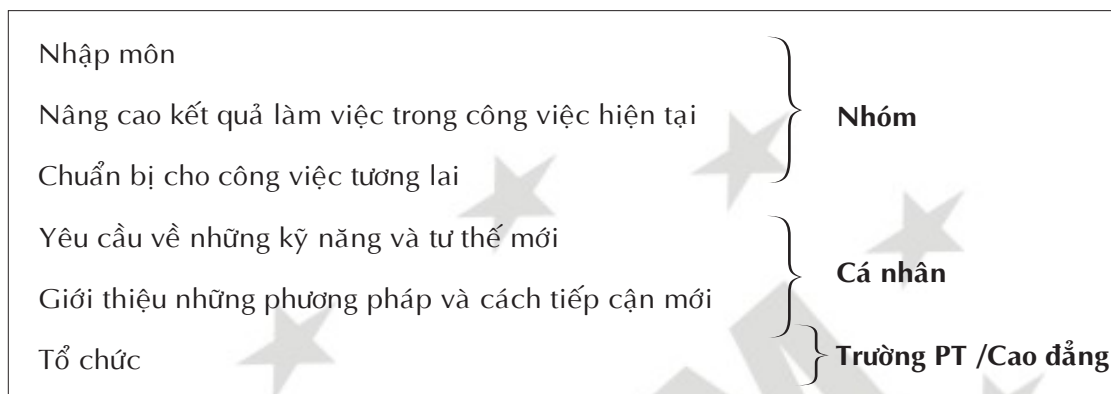 Nhập môn
Nâng cao kết quả làm việc trong công việc hiện tại
Nhóm
Chuẩn bị cho công việc tương lai
Yêu cầu về những kỹ năng và tư thế mới
Cá nhân
Giới thiệu những phương pháp và cách tiếp cận mới
Tổ chức
Trường PT /Cao đẳng